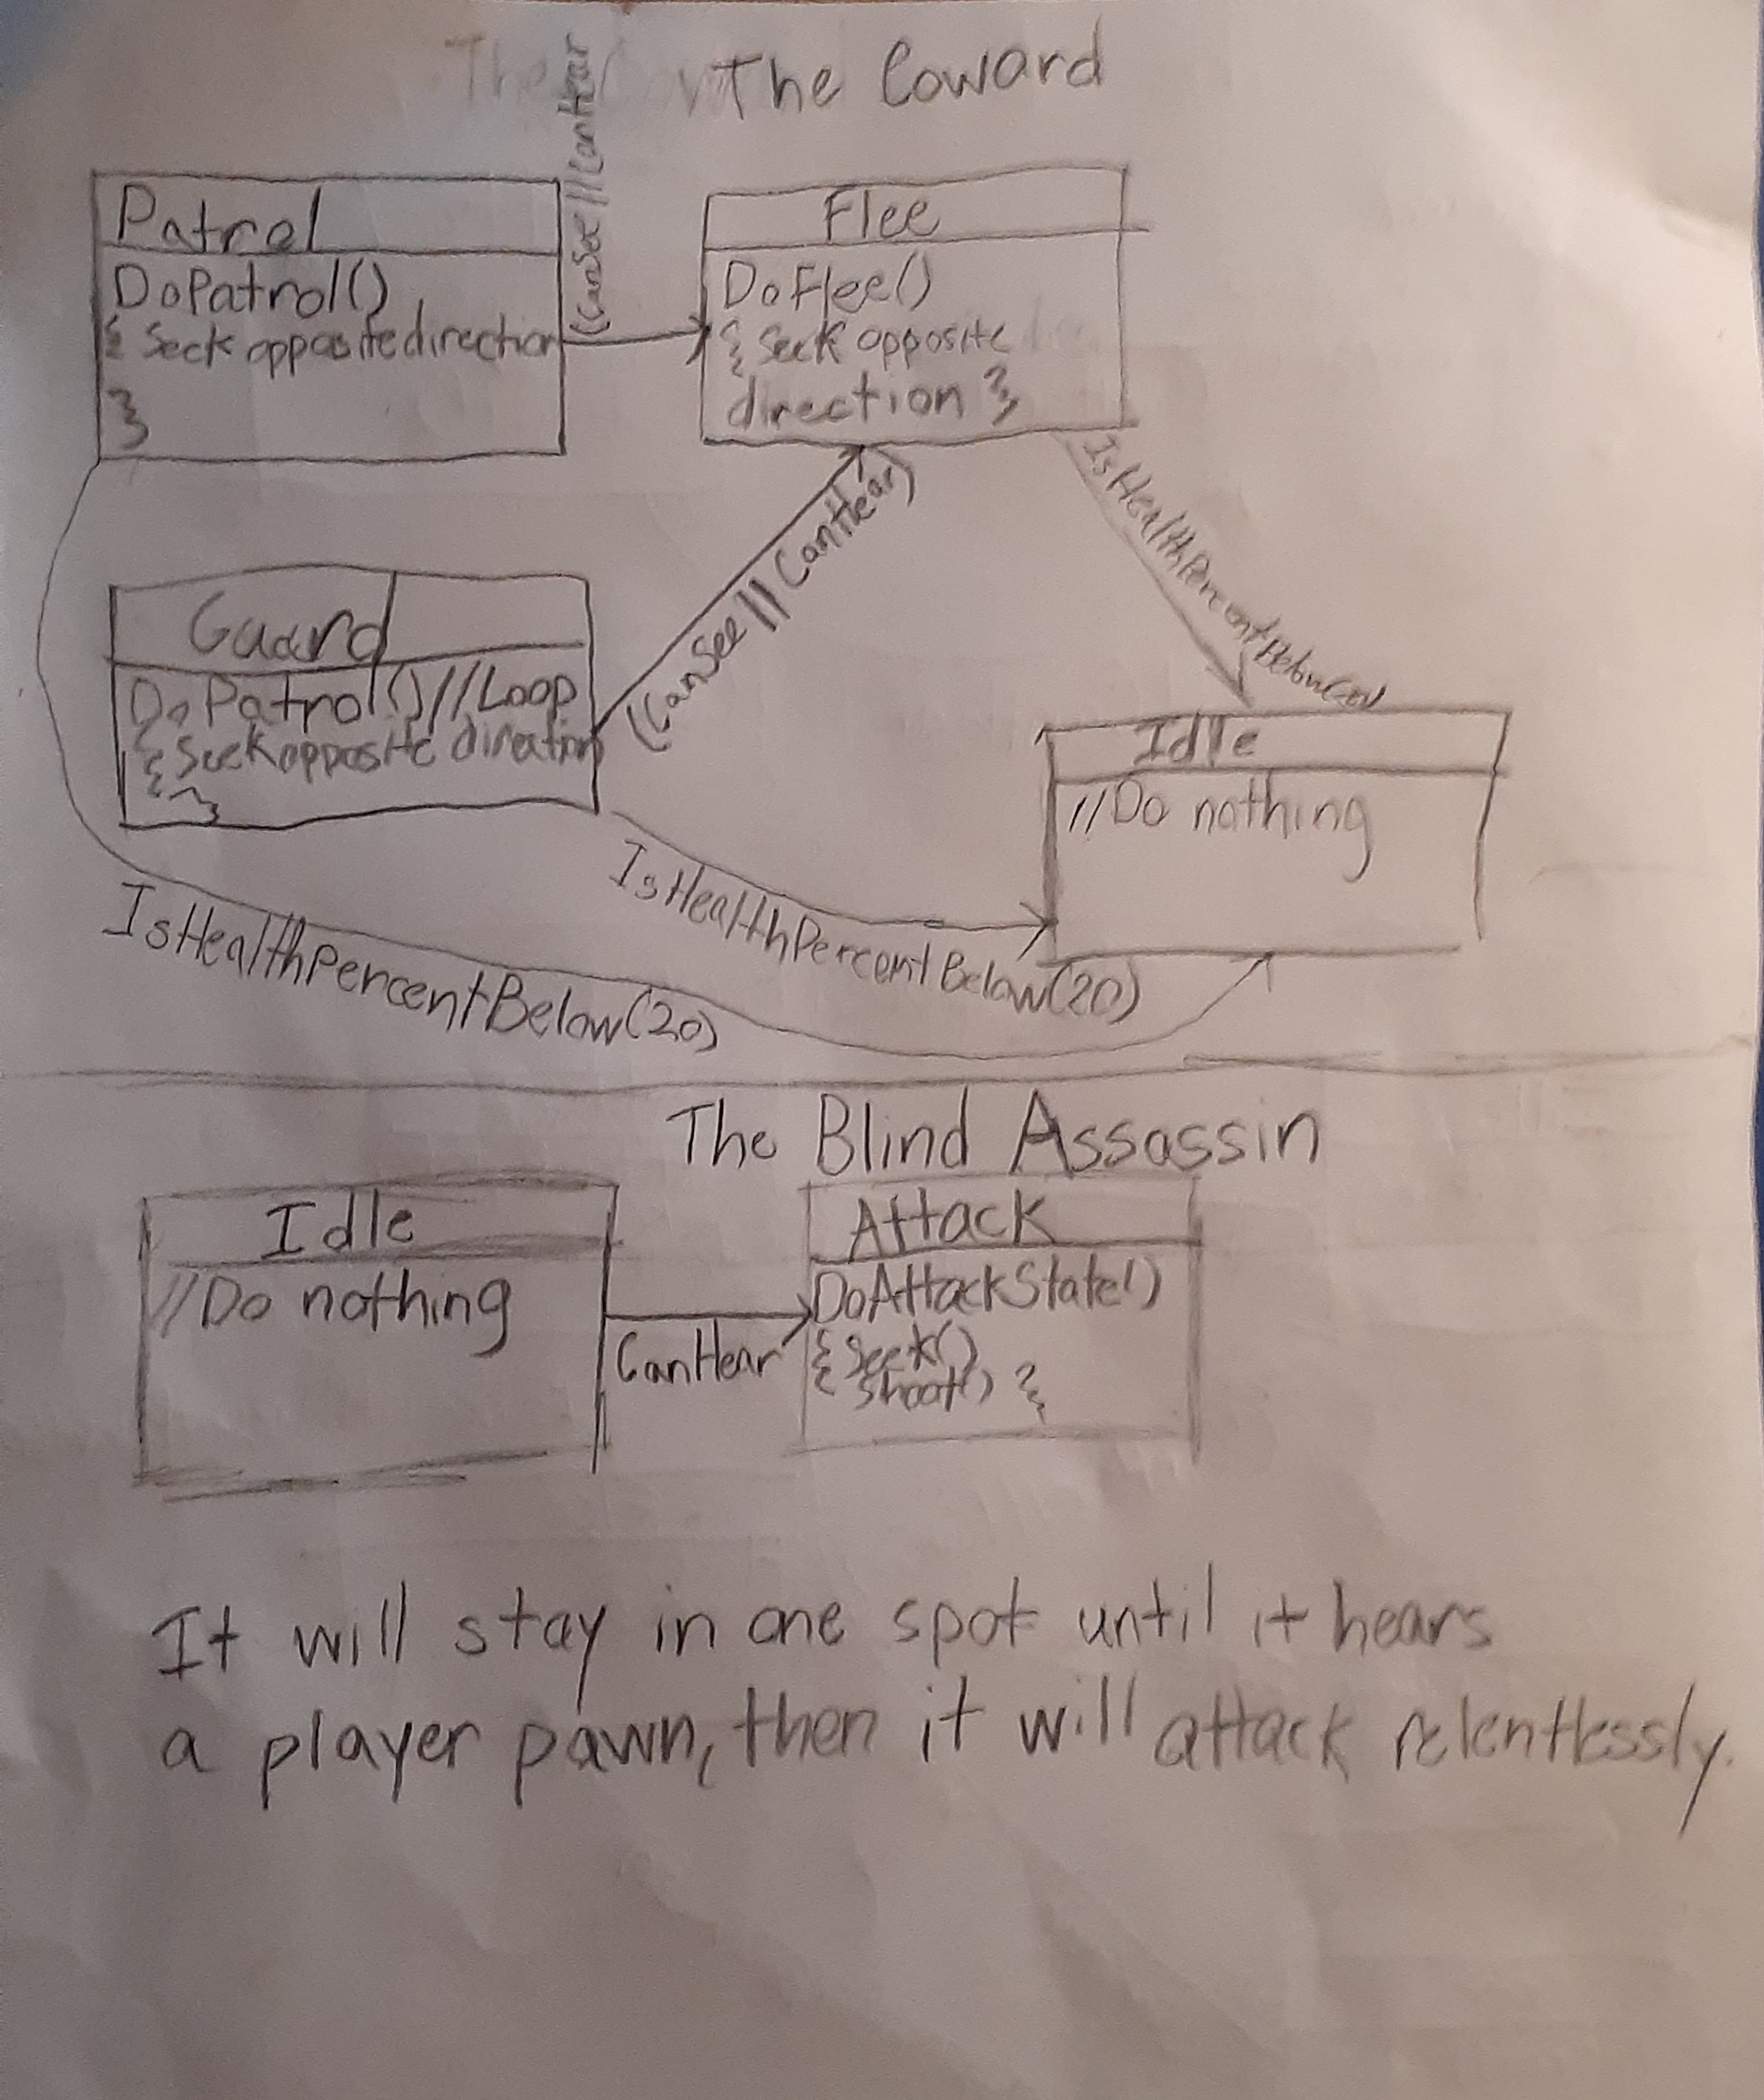 The Coward
(CanSee||CanHear
Patrol
DoPatrol()
{ Seek opposite direction
}
Flee
DoFlee()
{ Seek opposite
direction }
(CanSee || CanHear)
IsHealthPercentBelow(20)
Guard
DoPatrol()//Loop
{ Seek opposite direction
}
Idle
//Do nothing
IsHealthPercentBelow(20)
IsHealthPercentBelow(20)
The Blind Assassin
Idle
//Do nothing
CanHear
Attack
DoAttackState()
{ Seek()
Shoot() }
It will stay in one spot until it hears
a player pawn, then it will attack relentlessly.